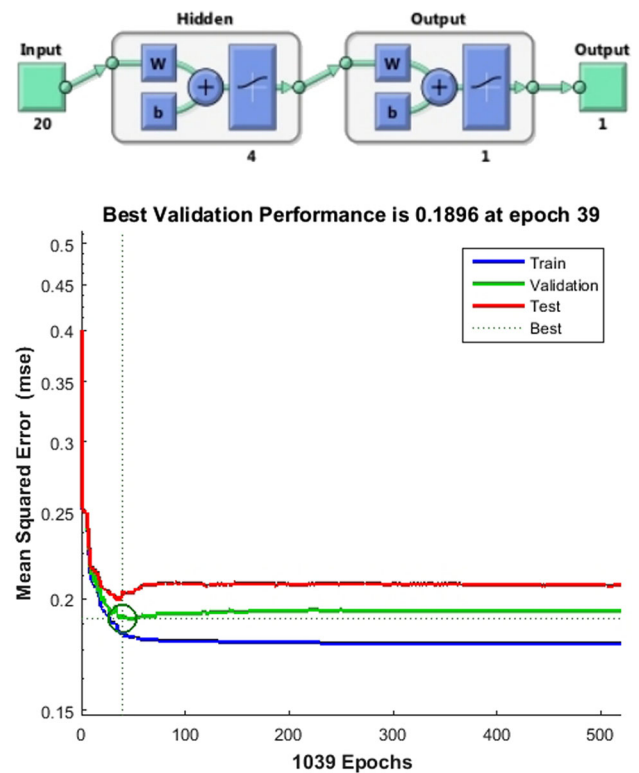 Hidden
Output
Input
Output
W
b
+
W
b
+
20
4
1
1
Best Validation Performance is 0.1896 at epoch 39
0.5
0.45
0.4
0.35
0.3
0.25
0.2
0.15
Mean Squared Error (mse)
Train
Validation
Test
Best
0
100
200
300
400
500
1039 Epochs